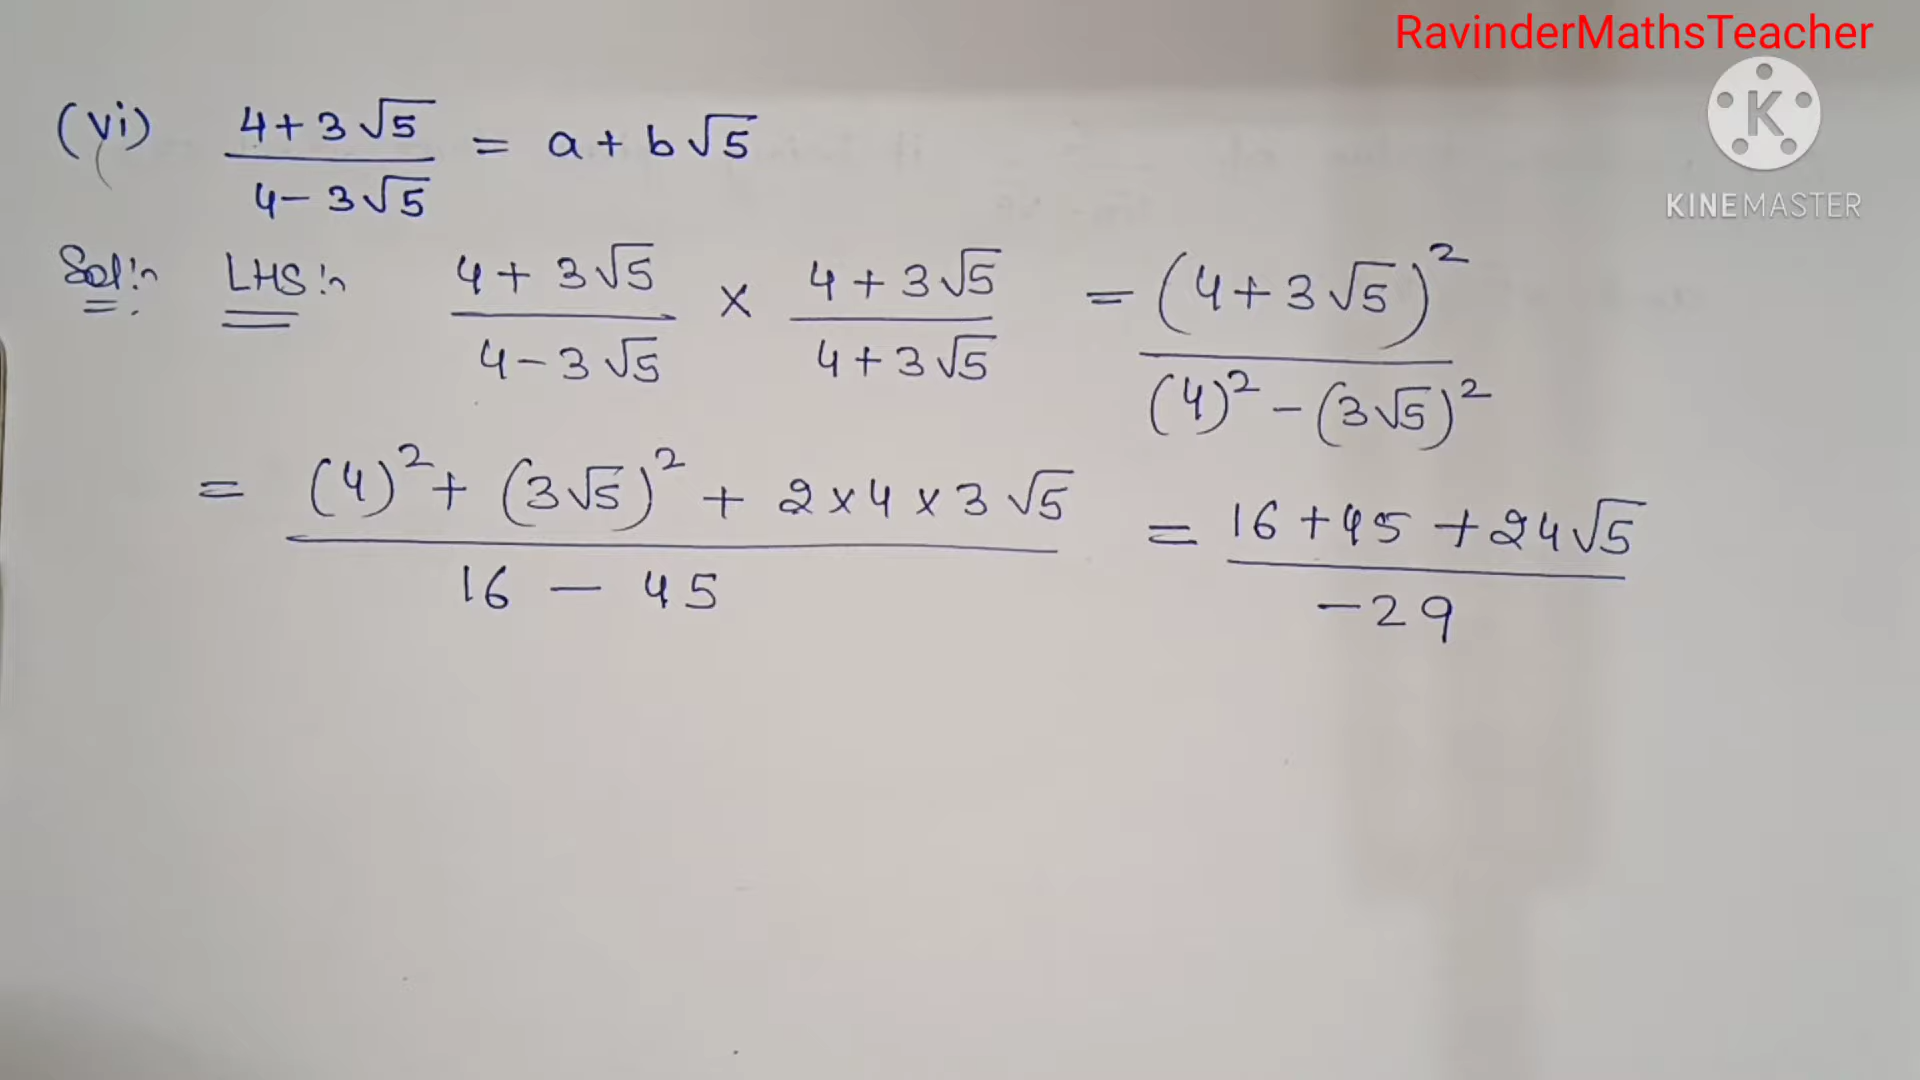 RavinderMathsTeacher
KINEMASTER
(vi) (4+3√5)/(4-3√5) = a+b√5
Sol:n LHS:n (4+3√5)/(4-3√5) × (4+3√5)/(4+3√5) = (4+3√5)²/((4)²-(3√5)²)
= ((4)²+(3√5)²+2×4×3√5)/(16-45) = (16+45+24√5)/(-29)